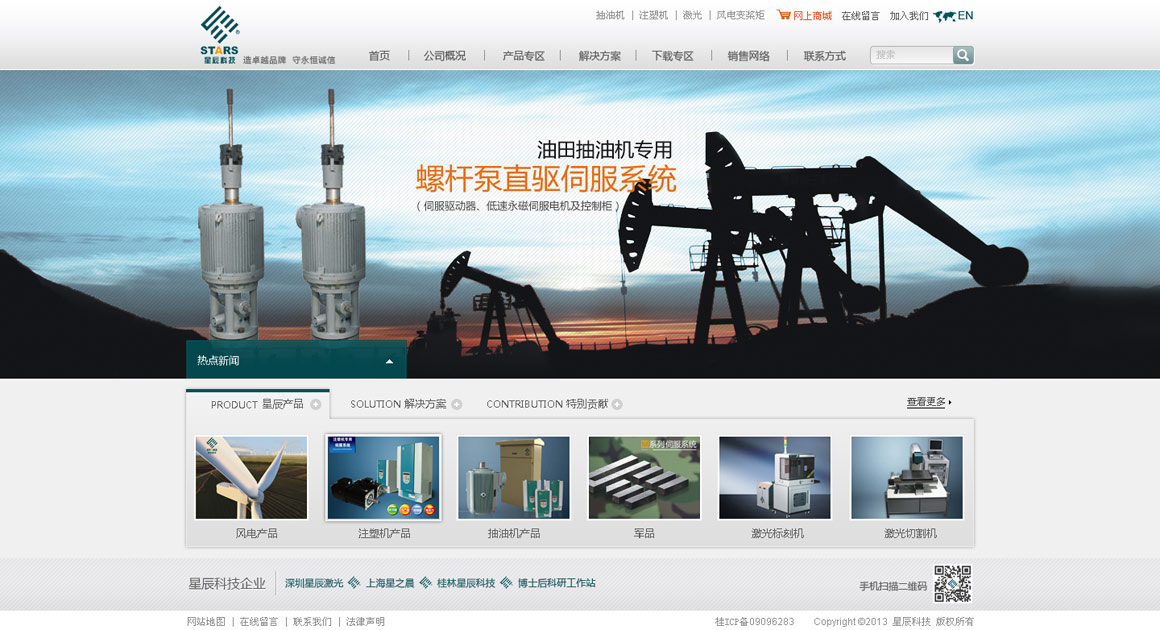 抽油机 | 注塑机 | 激光 | 风电变桨矩 网上商城 在线留言 加入我们 EN
STARS
星辰科技 造卓越品牌 守永恒诚信
首页 | 公司概况 | 产品专区 | 解决方案 | 下载专区 | 销售网络 | 联系方式 搜索
油田抽油机专用
螺杆泵直驱伺服系统
( 伺服驱动器、低速永磁伺服电机及控制柜 )
热点新闻
PRODUCT 星辰产品 SOLUTION 解决方案 CONTRIBUTION 特别贡献 查看更多
注塑机专用
伺服系统
系列伺服系统
风电产品 注塑机产品 抽油机产品 军品 激光标刻机 激光切割机
星辰科技企业 深圳星辰激光 上海星之晨 桂林星辰科技 博士后科研工作站 手机扫描二维码
网站地图 | 在线留言 | 联系我们 | 法律声明 桂ICP备09096283 Copyright©2013 星辰科技 版权所有